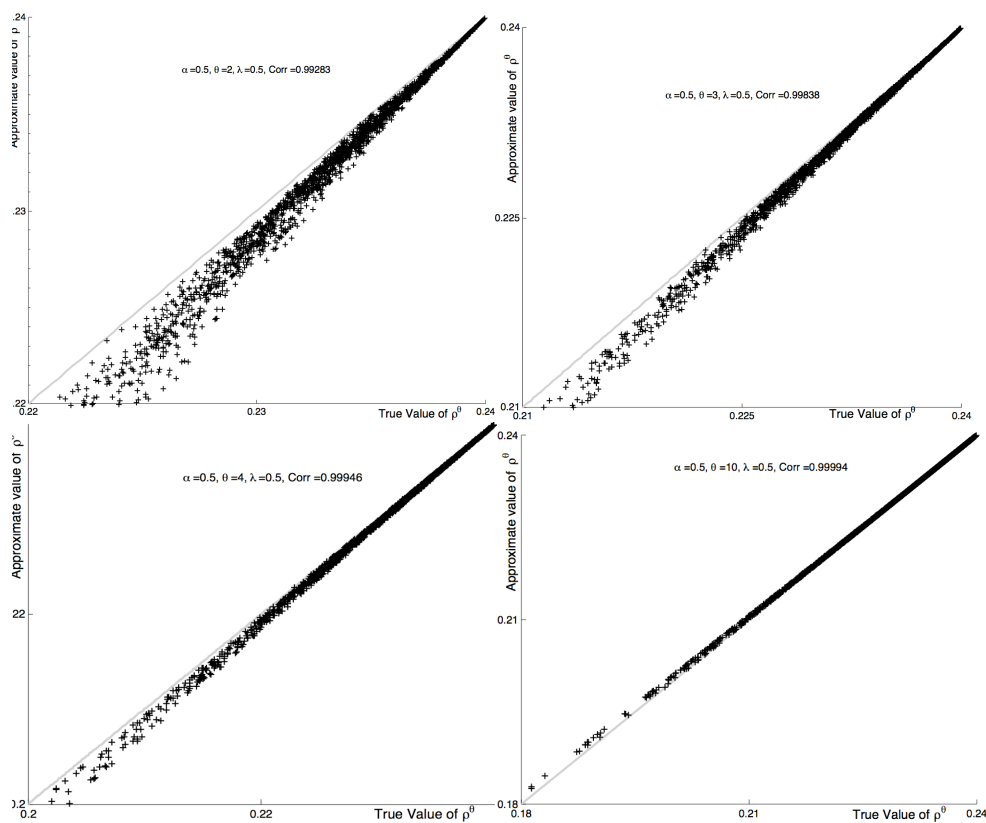 .24
Approximate value of ρ
α =0.5, θ =2, λ =0.5, Corr =0.99283
.23
.22
0.22 0.23 0.24
True Value of ρ^θ
0.24
Approximate value of ρ^θ
α =0.5, θ =3, λ =0.5, Corr =0.99838
0.225
0.21
0.21 0.225 0.24
True Value of ρ^θ
Approximate value of ρ
α =0.5, θ =4, λ =0.5, Corr =0.99946
22
).2
0.2 0.22
True Value of ρ^θ
0.24
Approximate value of ρ^θ
α =0.5, θ =10, λ =0.5, Corr =0.99994
0.21
0.18
0.18 0.21 0.24
True Value of ρ^θ